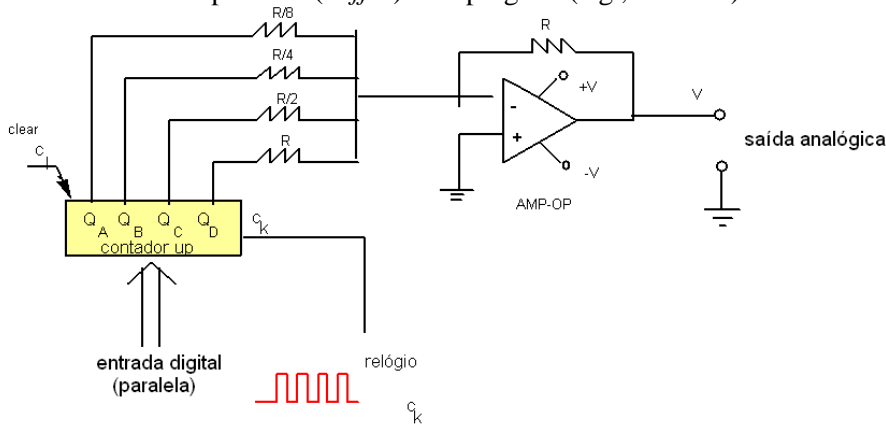 R/8
R/4
R/2
R
R
+V
-
+
-V
V
saída analógica
AMP-OP
clear
C
Q A Q B Q C Q D
contador up
c k
entrada digital
(paralela)
relógio
c k